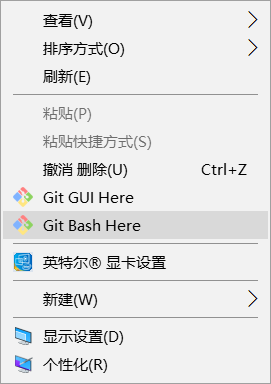 查看(V)
排序方式(O)
刷新(E)
粘贴(P)
粘贴快捷方式(S)
撤消 删除(U) Ctrl+Z
Git GUI Here
Git Bash Here
英特尔® 显卡设置
新建(W)
显示设置(D)
个性化(R)